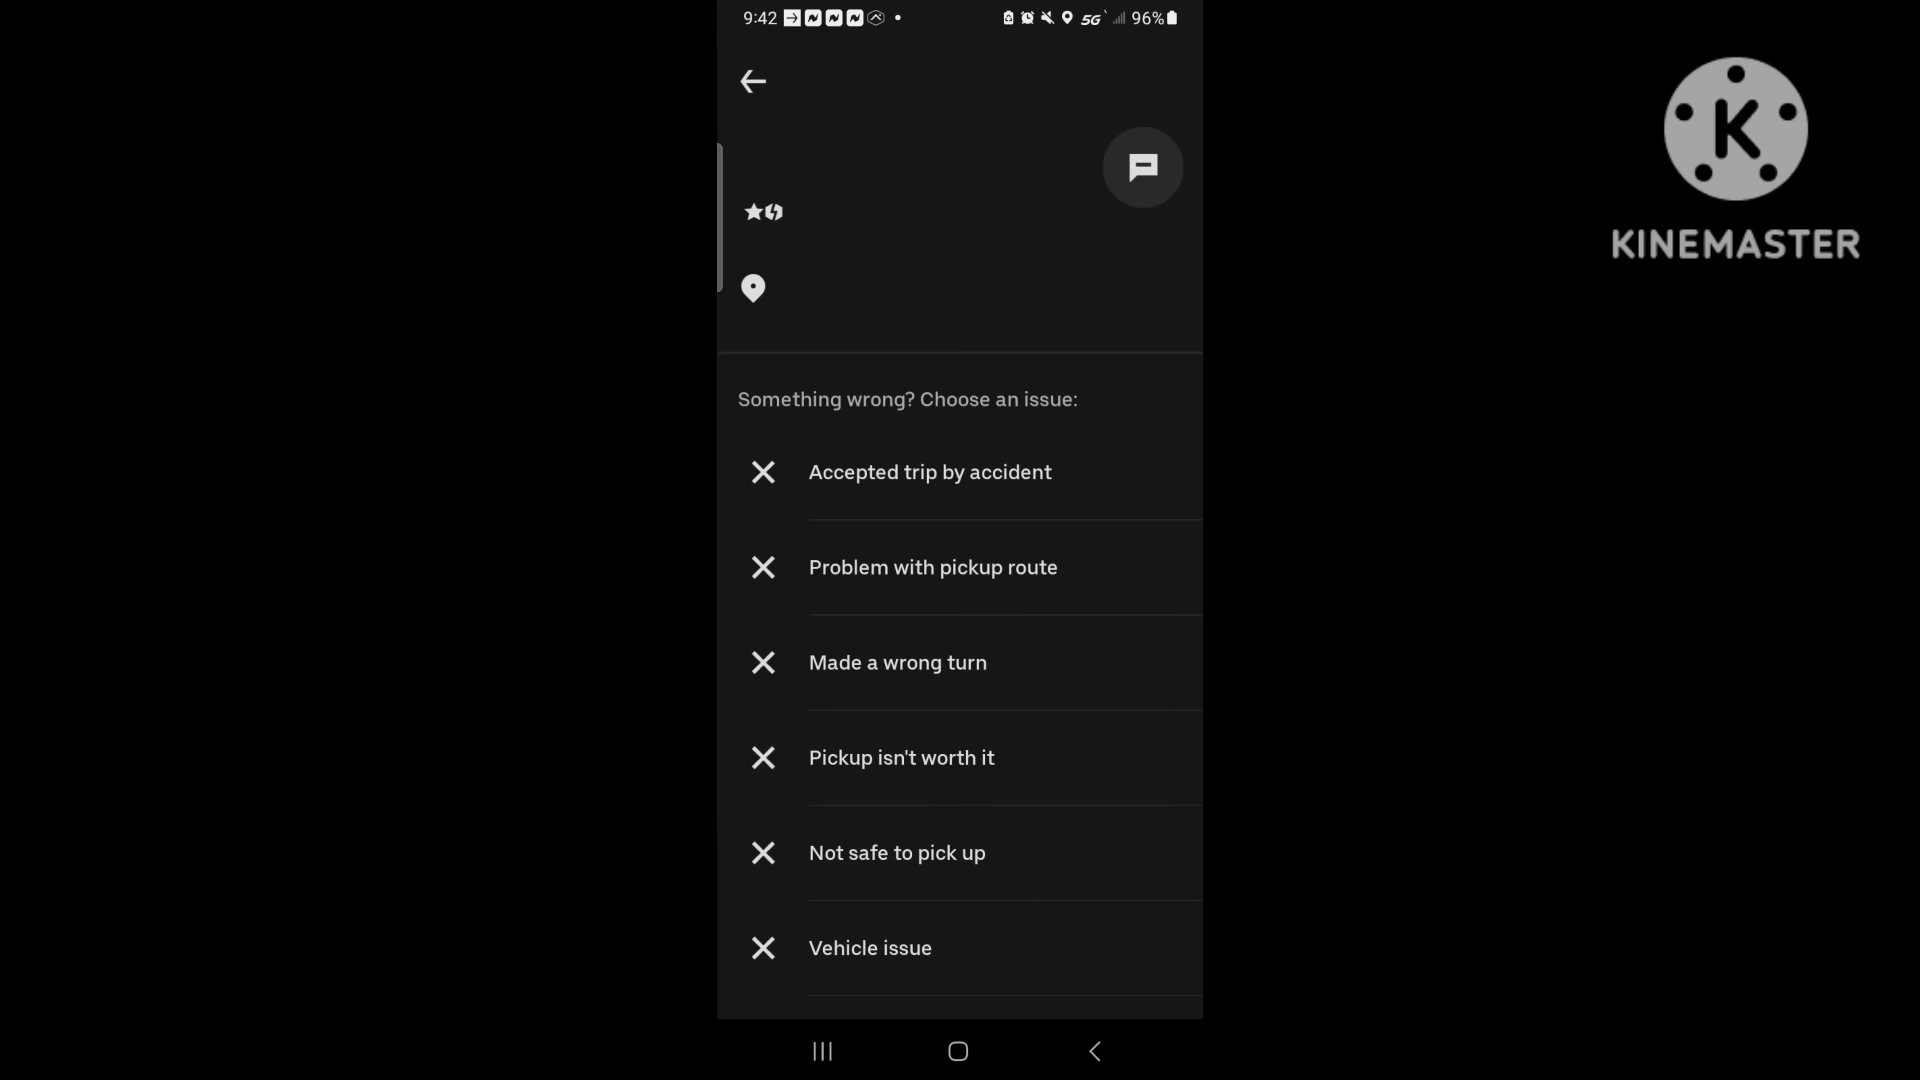 9:42
5G
96%
K
KINEMASTER
Something wrong? Choose an issue:
Accepted trip by accident
Problem with pickup route
Made a wrong turn
Pickup isn't worth it
Not safe to pick up
Vehicle issue